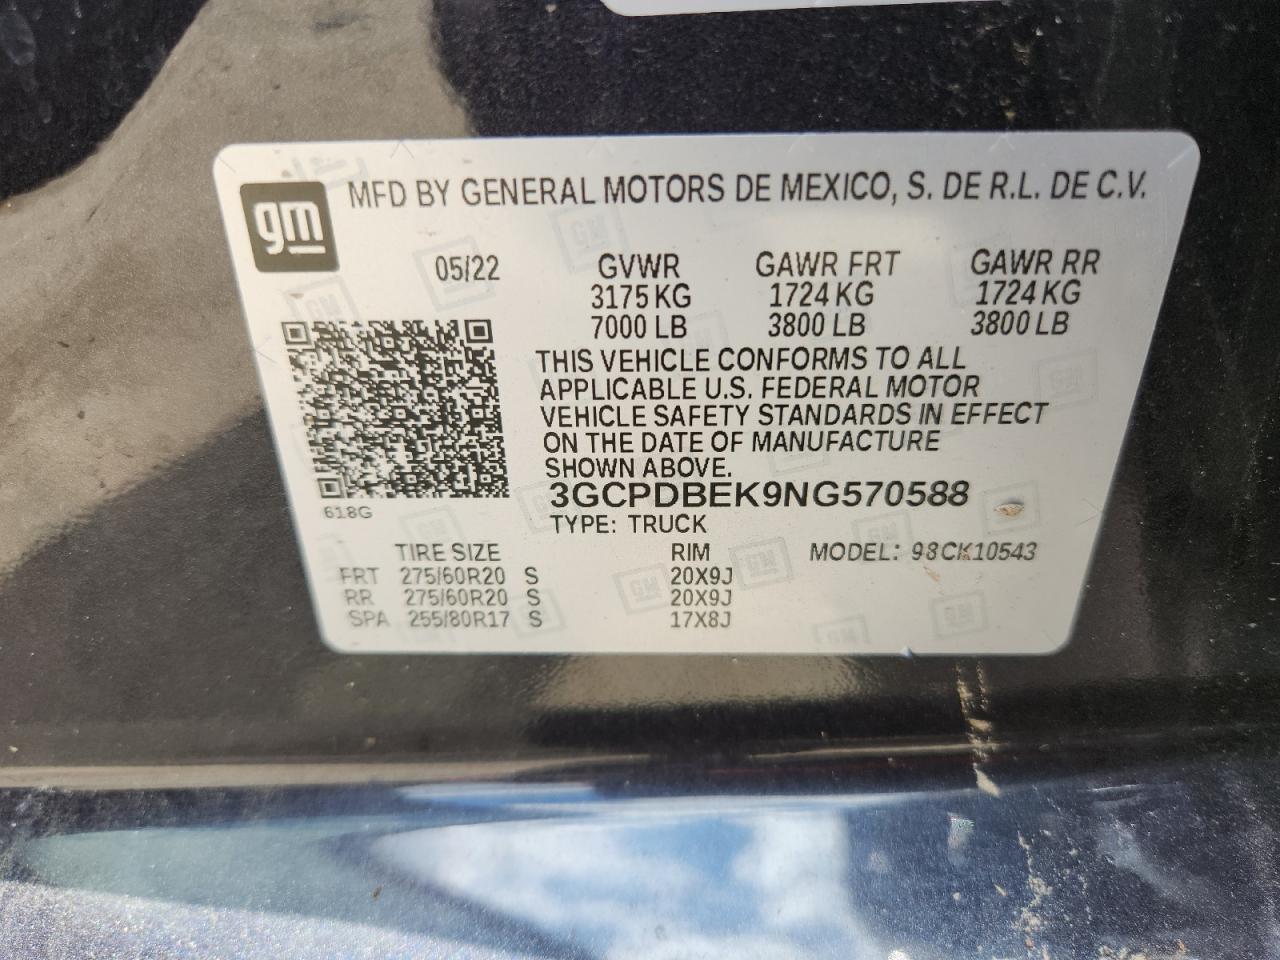 gm
MFD BY GENERAL MOTORS DE MEXICO, S. DE R.L. DE C.V.
05/22 GVWR GAWR FRT GAWR RR
3175 KG 1724 KG 1724 KG
7000 LB 3800 LB 3800 LB
THIS VEHICLE CONFORMS TO ALL
APPLICABLE U.S. FEDERAL MOTOR
VEHICLE SAFETY STANDARDS IN EFFECT
ON THE DATE OF MANUFACTURE
SHOWN ABOVE.
3GCPDBEK9NG570588
618G
TYPE: TRUCK
TIRE SIZE RIM MODEL: 98CK10543
FRT 275/60R20 S 20X9J
RR 275/60R20 S 20X9J
SPA 255/80R17 S 17X8J